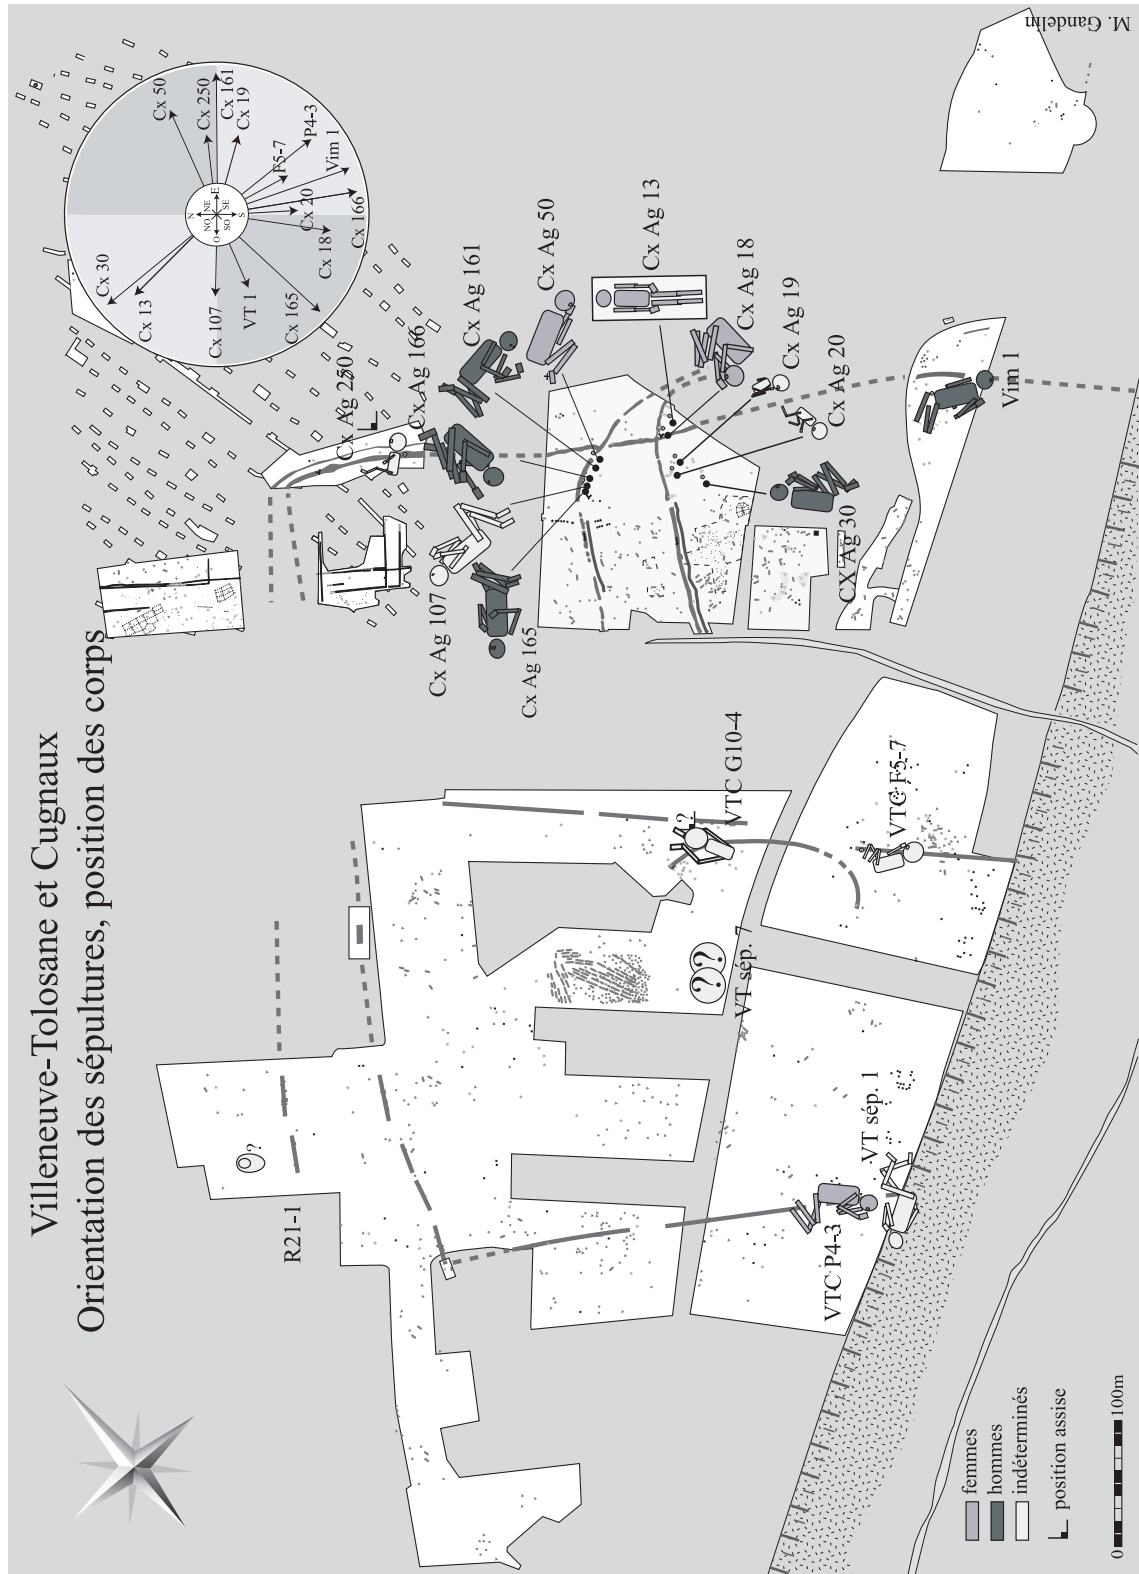 Villeneuve-Tolosane et Cugnaux
Orientation des sépultures, position des corps
M. Gandelin
Cx 50
Cx 250
Cx 161
Cx 19
P4-3
F5-7
Vim 1
Cx 20
Cx 166
Cx 18
Cx 165
VT 1
Cx 107
Cx 13
Cx 30
N
NE
E
SE
S
SO
O
NO
Cx Ag 250
Cx Ag 166
Cx Ag 161
Cx Ag 50
Cx Ag 13
Cx Ag 18
Cx Ag 19
Cx Ag 20
Vim 1
CX Ag 30
Cx Ag 107
Cx Ag 165
VTC G10-4
?
VTC F5-7
VT sép. 7
? ?
VT sép. 1
VTC P4-3
R21-1
?
femmes
hommes
indéterminés
position assise
0 100m